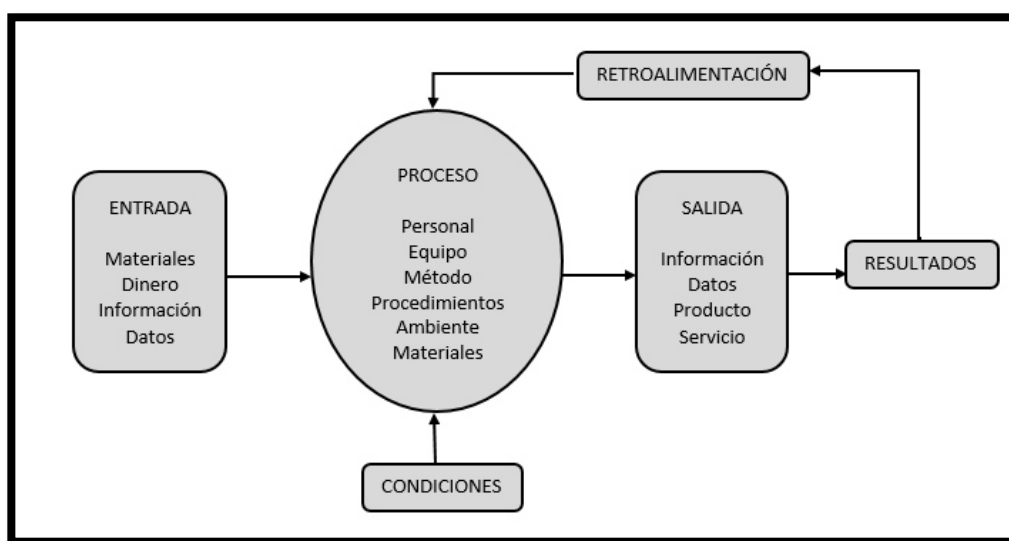 RETROALIMENTACIÓN
ENTRADA
Materiales
Dinero
Información
Datos
PROCESO
Personal
Equipo
Método
Procedimientos
Ambiente
Materiales
SALIDA
Información
Datos
Producto
Servicio
RESULTADOS
CONDICIONES